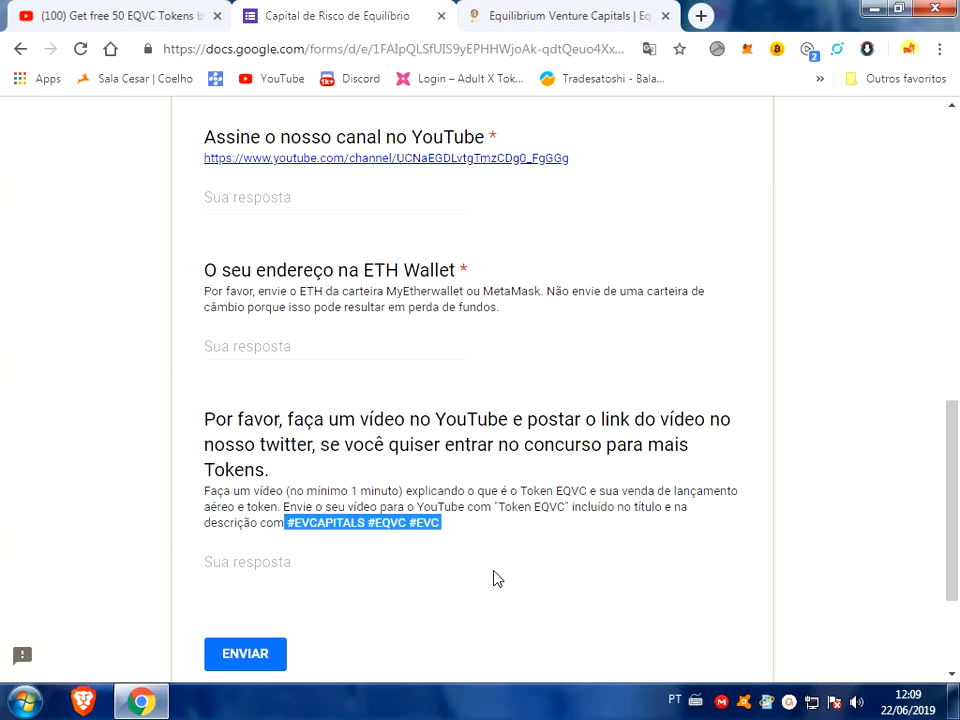 (100) Get free 50 EQVC Tokens b
Capital de Risco de Equilíbrio
Equilibrium Venture Capitals | Eq
https://docs.google.com/forms/d/e/1FAIpQLSfUIS9yEPHHWjoAk-qdtQeuo4Xx...
2
Apps
Sala Cesar | Coelho
YouTube
1k+
Discord
Login – Adult X Tok...
Tradesatoshi - Bala...
»
Outros favoritos
Assine o nosso canal no YouTube *
https://www.youtube.com/channel/UCNaEGDLvtgTmzCDg0_FgGGg
Sua resposta
O seu endereço na ETH Wallet *
Por favor, envie o ETH da carteira MyEtherwallet ou MetaMask. Não envie de uma carteira de
câmbio porque isso pode resultar em perda de fundos.
Sua resposta
Por favor, faça um vídeo no YouTube e postar o link do vídeo no
nosso twitter, se você quiser entrar no concurso para mais
Tokens.
Faça um vídeo (no mínimo 1 minuto) explicando o que é o Token EQVC e sua venda de lançamento
aéreo e token. Envie o seu vídeo para o YouTube com "Token EQVC" incluído no título e na
descrição com #EVCAPITALS #EQVC #EVC
Sua resposta
ENVIAR
PT
12:09
22/06/2019